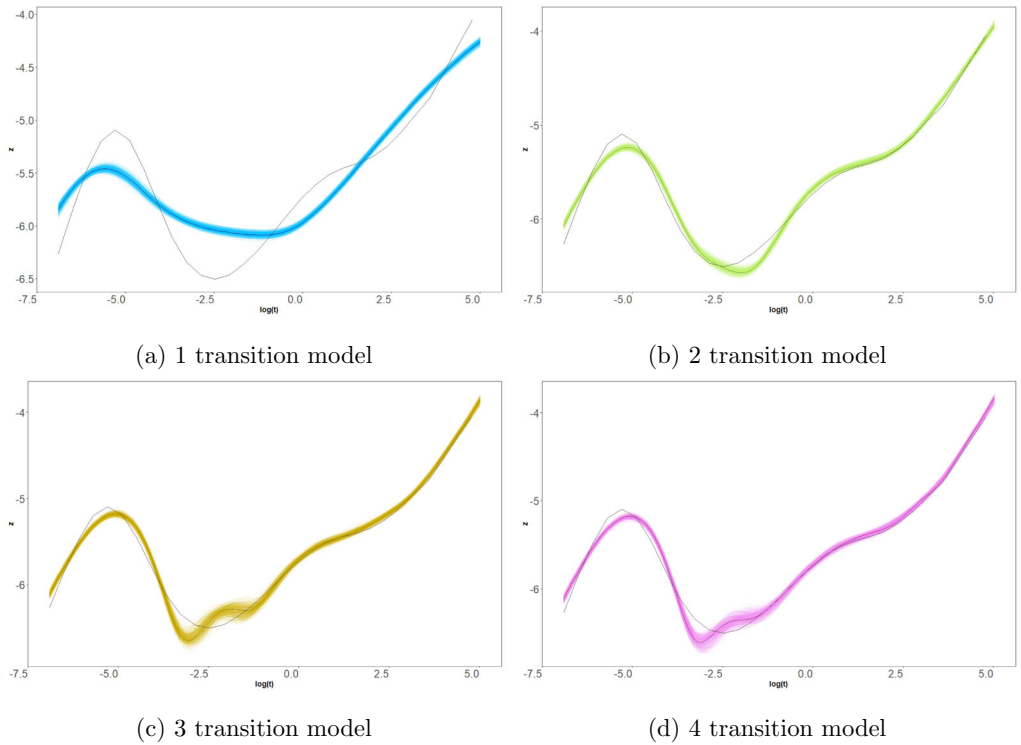 -4.0
-4.5
-5.0
z
-5.5
-6.0
-6.5
-7.5 -5.0 -2.5 0.0 2.5 5.0
log(t)
-4
-5
z
-6
-7.5 -5.0 -2.5 0.0 2.5 5.0
log(t)
(a) 1 transition model
(b) 2 transition model
-4
-5
z
-6
-7.5 -5.0 -2.5 0.0 2.5 5.0
log(t)
-4
-5
z
-6
-7.5 -5.0 -2.5 0.0 2.5 5.0
log(t)
(c) 3 transition model
(d) 4 transition model